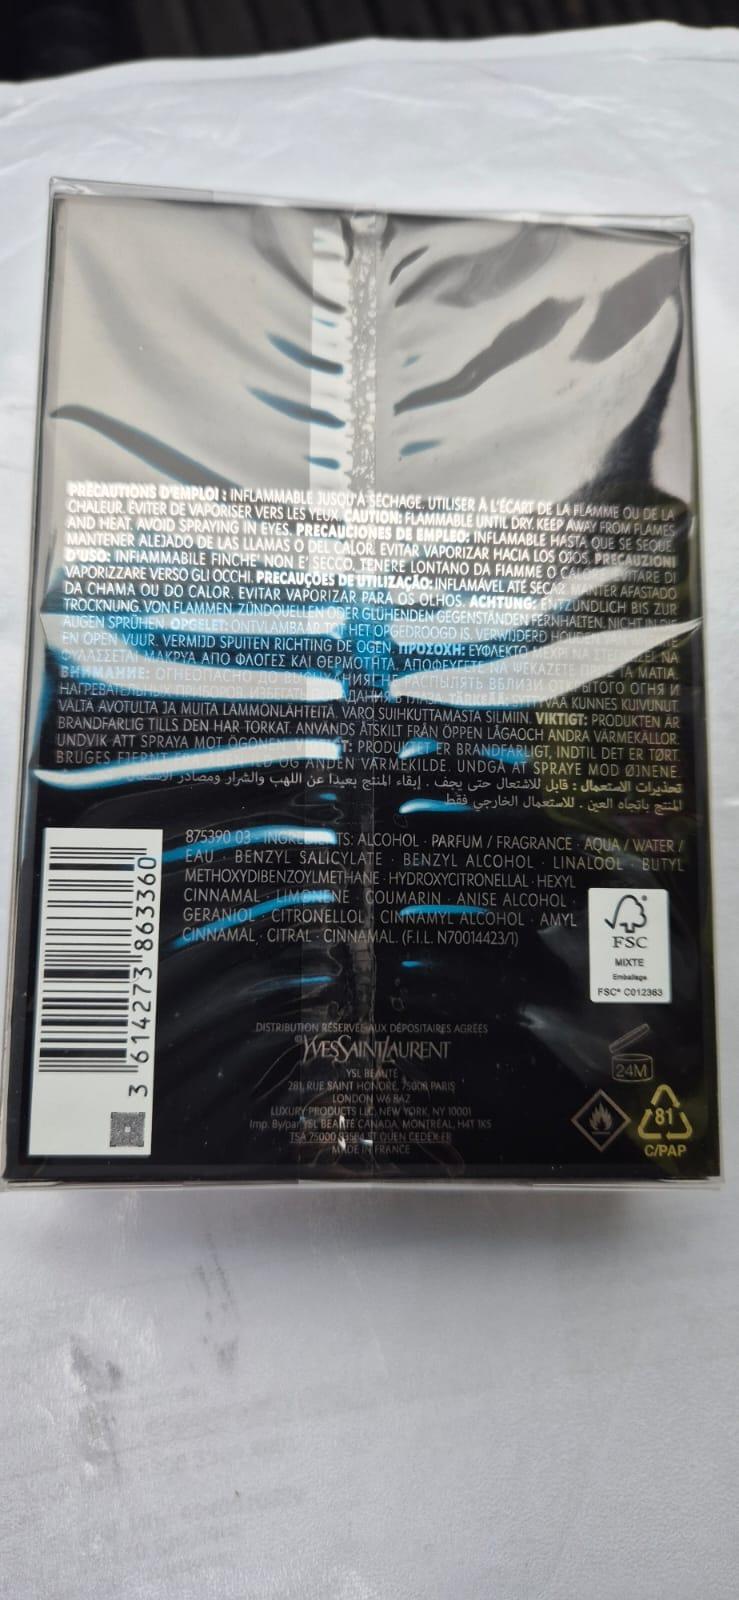 PRÉCAUTIONS D'EMPLOI : INFLAMMABLE JUSQU'À SÉCHAGE. UTILISER À L'ÉCART DE LA FLAMME OU DE LA
CHALEUR. ÉVITER DE VAPORISER VERS LES YEUX. CAUTION: FLAMMABLE UNTIL DRY. KEEP AWAY FROM FLAMES
AND HEAT. AVOID SPRAYING IN EYES. PRECAUCIONES DE EMPLEO: INFLAMABLE HASTA QUE SE SEQUE.
MANTENER ALEJADO DE LAS LLAMAS O DEL CALOR. EVITAR VAPORIZAR HACIA LOS OJOS. PRECAUZIONI
D'USO: INFIAMMABILE FINCHE' NON E' SECCO. TENERE LONTANO DA FIAMME O CALORE. EVITARE DI
VAPORIZZARE VERSO GLI OCCHI. PRECAUÇÕES DE UTILIZAÇÃO: INFLAMÁVEL ATÉ SECAR. MANTER AFASTADO
DA CHAMA OU DO CALOR. EVITAR VAPORIZAR PARA OS OLHOS. ACHTUNG: BIS ZUR
TROCKNUNG. VON FLAMMEN, ZÜNDQUELLEN ODER GLÜHENDEN GEGENSTÄNDEN FERNHALTEN. NICHT IN DIE
AUGEN SPRÜHEN. OPGELET: ONTVLAMBAAR TOT HET OPGEDROOGD IS. VERWIJDERD HOUDEN VAN
EN OPEN VUUR. VERMIJD SPUITEN RICHTING DE OGEN. ΠΡΟΣΟΧΗ: ΕΥΦΛΕΚΤΟ ΜΕΧΡΙ ΝΑ ΣΤΕΓΝΩΣΕΙ. ΝΑ
ΦΥΛΑΣΣΕΤΑΙ ΜΑΚΡΥΑ ΑΠΟ ΦΛΟΓΕΣ ΚΑΙ ΘΕΡΜΟΤΗΤΑ. ΑΠΟΦΕΥΓΕΤΕ ΝΑ ΨΕΚΑΖΕΤΕ ΠΡΟΣ ΤΑ ΜΑΤΙΑ.
ВНИМАНИЕ: ОГНЕОПАСНО ДО ВЫСЫХАНИЯ. НЕ РАСПЫЛЯТЬ ВБЛИЗИ ОТКРЫТОГО ОГНЯ И
НАГРЕВАТЕЛЬНЫХ ПРИБОРОВ. ИЗБЕГАТЬ ПОПАДАНИЯ В ГЛАЗА. TÄRKEÄÄ: SYTTYVÄÄ KUNNES KUIVUNUT.
VÄLTÄ AVOTULTA JA MUITA LÄMMÖNLÄHTEITÄ. VARO SUIHKUTTAMASTA SILMIIN. VIKTIGT: PRODUKTEN ÄR
BRANDFARLIG TILLS DEN HAR TORKAT. ANVÄNDS ÅTSKILT FRÅN ÖPPEN LÅGA OCH ANDRA VÄRMEKÄLLOR.
UNDVIK ATT SPRAYA MOT ÖGONEN. PRODUKTET ER BRANDFARLIGT, INDTIL DET ER TØRT.
BRUGES FJERNT FRA ÅBEN ILD OG ANDEN VARMEKILDE. UNDGÅ AT SPRAYE MOD ØJNENE.
تحذيرات الاستعمال : قابل للاشتعال حتى يجف . إبقاء المنتج بعيدا عن اللهب والشرار ومصادر
المنتج باتجاه العين . للاستعمال الخارجي فقط
875390 03 - INGREDIENTS: ALCOHOL · PARFUM / FRAGRANCE · AQUA / WATER /
EAU · BENZYL SALICYLATE · BENZYL ALCOHOL · LINALOOL · BUTYL
METHOXYDIBENZOYLMETHANE · HYDROXYCITRONELLAL · HEXYL
CINNAMAL · LIMONENE · COUMARIN · ANISE ALCOHOL ·
GERANIOL · CITRONELLOL · CINNAMYL ALCOHOL · AMYL
CINNAMAL · CITRAL · CINNAMAL. (F.I.L. N70014423/1)
3 614273 863360
FSC
MIXTE
Emballage
FSC® C012363
DISTRIBUTION RÉSERVÉE AUX DÉPOSITAIRES AGRÉÉS
YVESSAINTLAURENT
YSL BEAUTÉ
281, RUE SAINT HONORÉ, 75008 PARIS
LONDON W6 8AZ
LUXURY PRODUCTS LLC, NEW YORK, NY 10001
Imp. By/par YSL BEAUTÉ CANADA, MONTRÉAL, H4T 1K5
TSA 75000 93584 ST OUEN CEDEX-FR
MADE IN FRANCE
24M
81
C/PAP